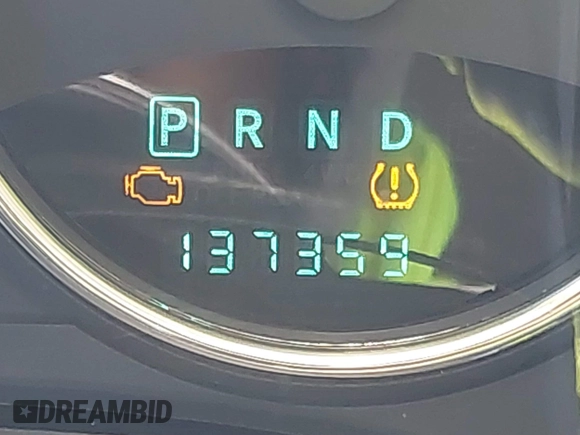 P R N D
137359
DREAMBID